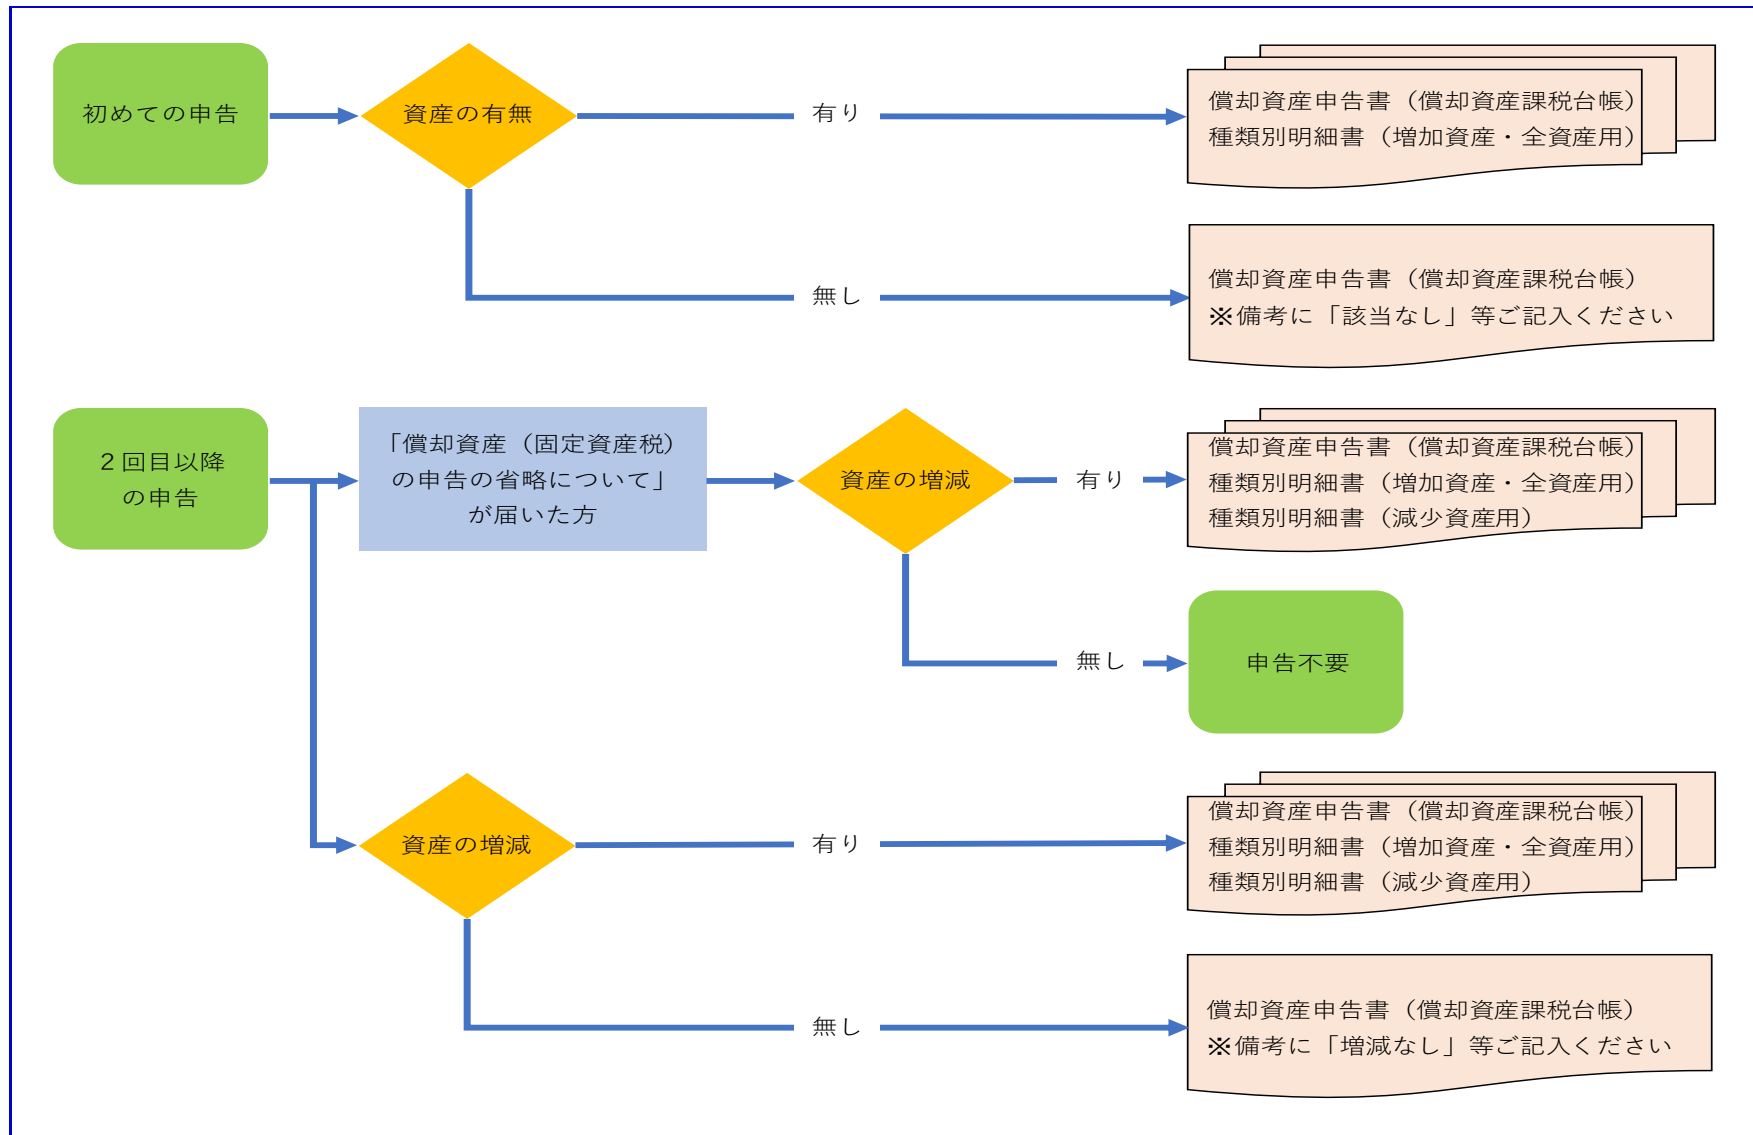 初めての申告
資産の有無
有り
償却資産申告書（償却資産課税台帳）
種類別明細書（増加資産・全資産用）
無し
償却資産申告書（償却資産課税台帳）
※備考に「該当なし」等ご記入ください
２回目以降
の申告
「償却資産（固定資産税）
の申告の省略について」
が届いた方
資産の増減
有り
償却資産申告書（償却資産課税台帳）
種類別明細書（増加資産・全資産用）
種類別明細書（減少資産用）
無し
申告不要
資産の増減
有り
償却資産申告書（償却資産課税台帳）
種類別明細書（増加資産・全資産用）
種類別明細書（減少資産用）
無し
償却資産申告書（償却資産課税台帳）
※備考に「増減なし」等ご記入ください